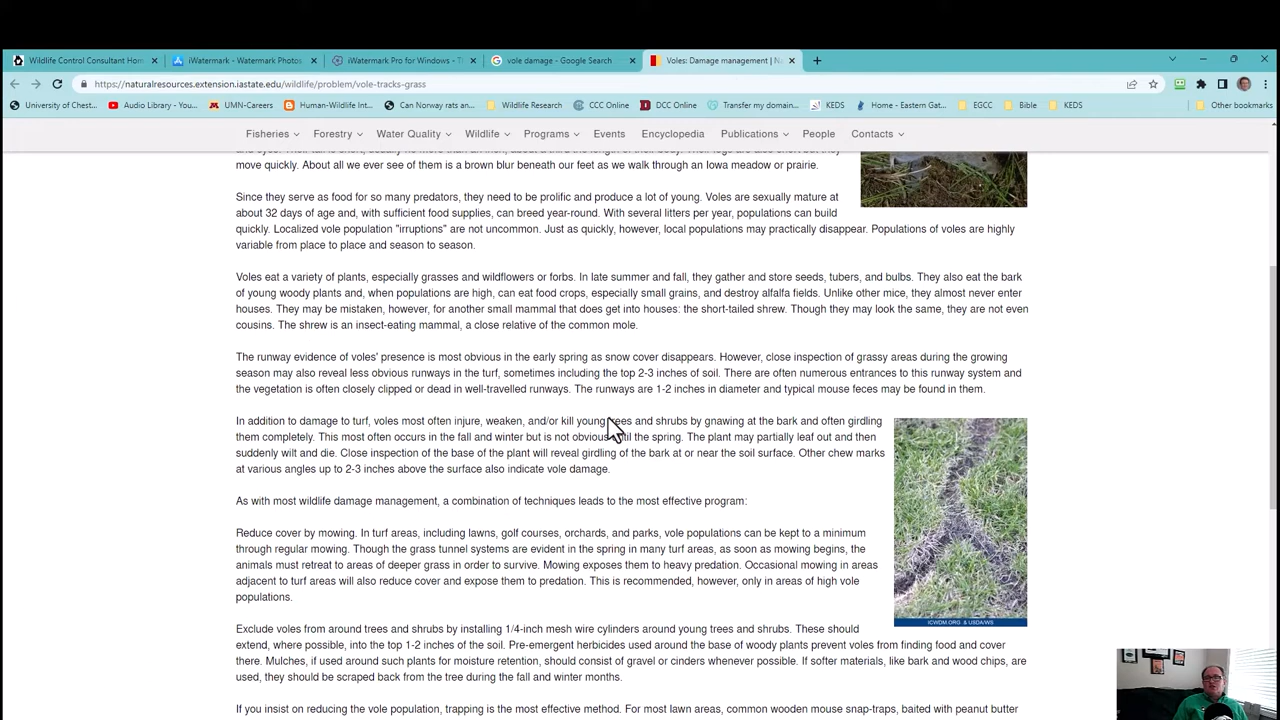 Wildlife Control Consultant Hom
iWatermark - Watermark Photos
iWatermark Pro for Windows - T
vole damage - Google Search
Voles: Damage management | Na
https://naturalresources.extension.iastate.edu/wildlife/problem/vole-tracks-grass
University of Chest...
Audio Library - You...
UMN-Careers
Human-Wildlife Int...
Can Norway rats an...
Wildlife Research
CCC Online
DCC Online
Transfer my domain...
KEDS
Home - Eastern Gat...
EGCC
Bible
KEDS
Other bookmarks
Fisheries
Forestry
Water Quality
Wildlife
Programs
Events
Encyclopedia
Publications
People
Contacts
move quickly. About all we ever see of them is a brown blur beneath our feet as we walk through an Iowa meadow or prairie.
Since they serve as food for so many predators, they need to be prolific and produce a lot of young. Voles are sexually mature at
about 32 days of age and, with sufficient food supplies, can breed year-round. With several litters per year, populations can build
quickly. Localized vole population "irruptions" are not uncommon. Just as quickly, however, local populations may practically disappear. Populations of voles are highly
variable from place to place and season to season.
Voles eat a variety of plants, especially grasses and wildflowers or forbs. In late summer and fall, they gather and store seeds, tubers, and bulbs. They also eat the bark
of young woody plants and, when populations are high, can eat food crops, especially small grains, and destroy alfalfa fields. Unlike other mice, they almost never enter
houses. They may be mistaken, however, for another small mammal that does get into houses: the short-tailed shrew. Though they may look the same, they are not even
cousins. The shrew is an insect-eating mammal, a close relative of the common mole.
The runway evidence of voles' presence is most obvious in the early spring as snow cover disappears. However, close inspection of grassy areas during the growing
season may also reveal less obvious runways in the turf, sometimes including the top 2-3 inches of soil. There are often numerous entrances to this runway system and
the vegetation is often closely clipped or dead in well-travelled runways. The runways are 1-2 inches in diameter and typical mouse feces may be found in them.
In addition to damage to turf, voles most often injure, weaken, and/or kill young trees and shrubs by gnawing at the bark and often girdling
them completely. This most often occurs in the fall and winter but is not obvious until the spring. The plant may partially leaf out and then
suddenly wilt and die. Close inspection of the base of the plant will reveal girdling of the bark at or near the soil surface. Other chew marks
at various angles up to 2-3 inches above the surface also indicate vole damage.
As with most wildlife damage management, a combination of techniques leads to the most effective program:
Reduce cover by mowing. In turf areas, including lawns, golf courses, orchards, and parks, vole populations can be kept to a minimum
through regular mowing. Though the grass tunnel systems are evident in the spring in many turf areas, as soon as mowing begins, the
animals must retreat to areas of deeper grass in order to survive. Mowing exposes them to heavy predation. Occasional mowing in areas
adjacent to turf areas will also reduce cover and expose them to predation. This is recommended, however, only in areas of high vole
populations.
ICWDM.ORG & USDA/WS
Exclude voles from around trees and shrubs by installing 1/4-inch mesh wire cylinders around young trees and shrubs. These should
extend, where possible, into the top 1-2 inches of the soil. Pre-emergent herbicides used around the base of woody plants prevent voles from finding food and cover
there. Mulches, if used around such plants for moisture retention should consist of gravel or cinders whenever possible. If softer materials, like bark and wood chips, are
used, they should be scraped back from the tree during the fall and winter months.
If you insist on reducing the vole population, trapping is the most effective method. For most lawn areas, common wooden mouse snap-traps, baited with peanut butter